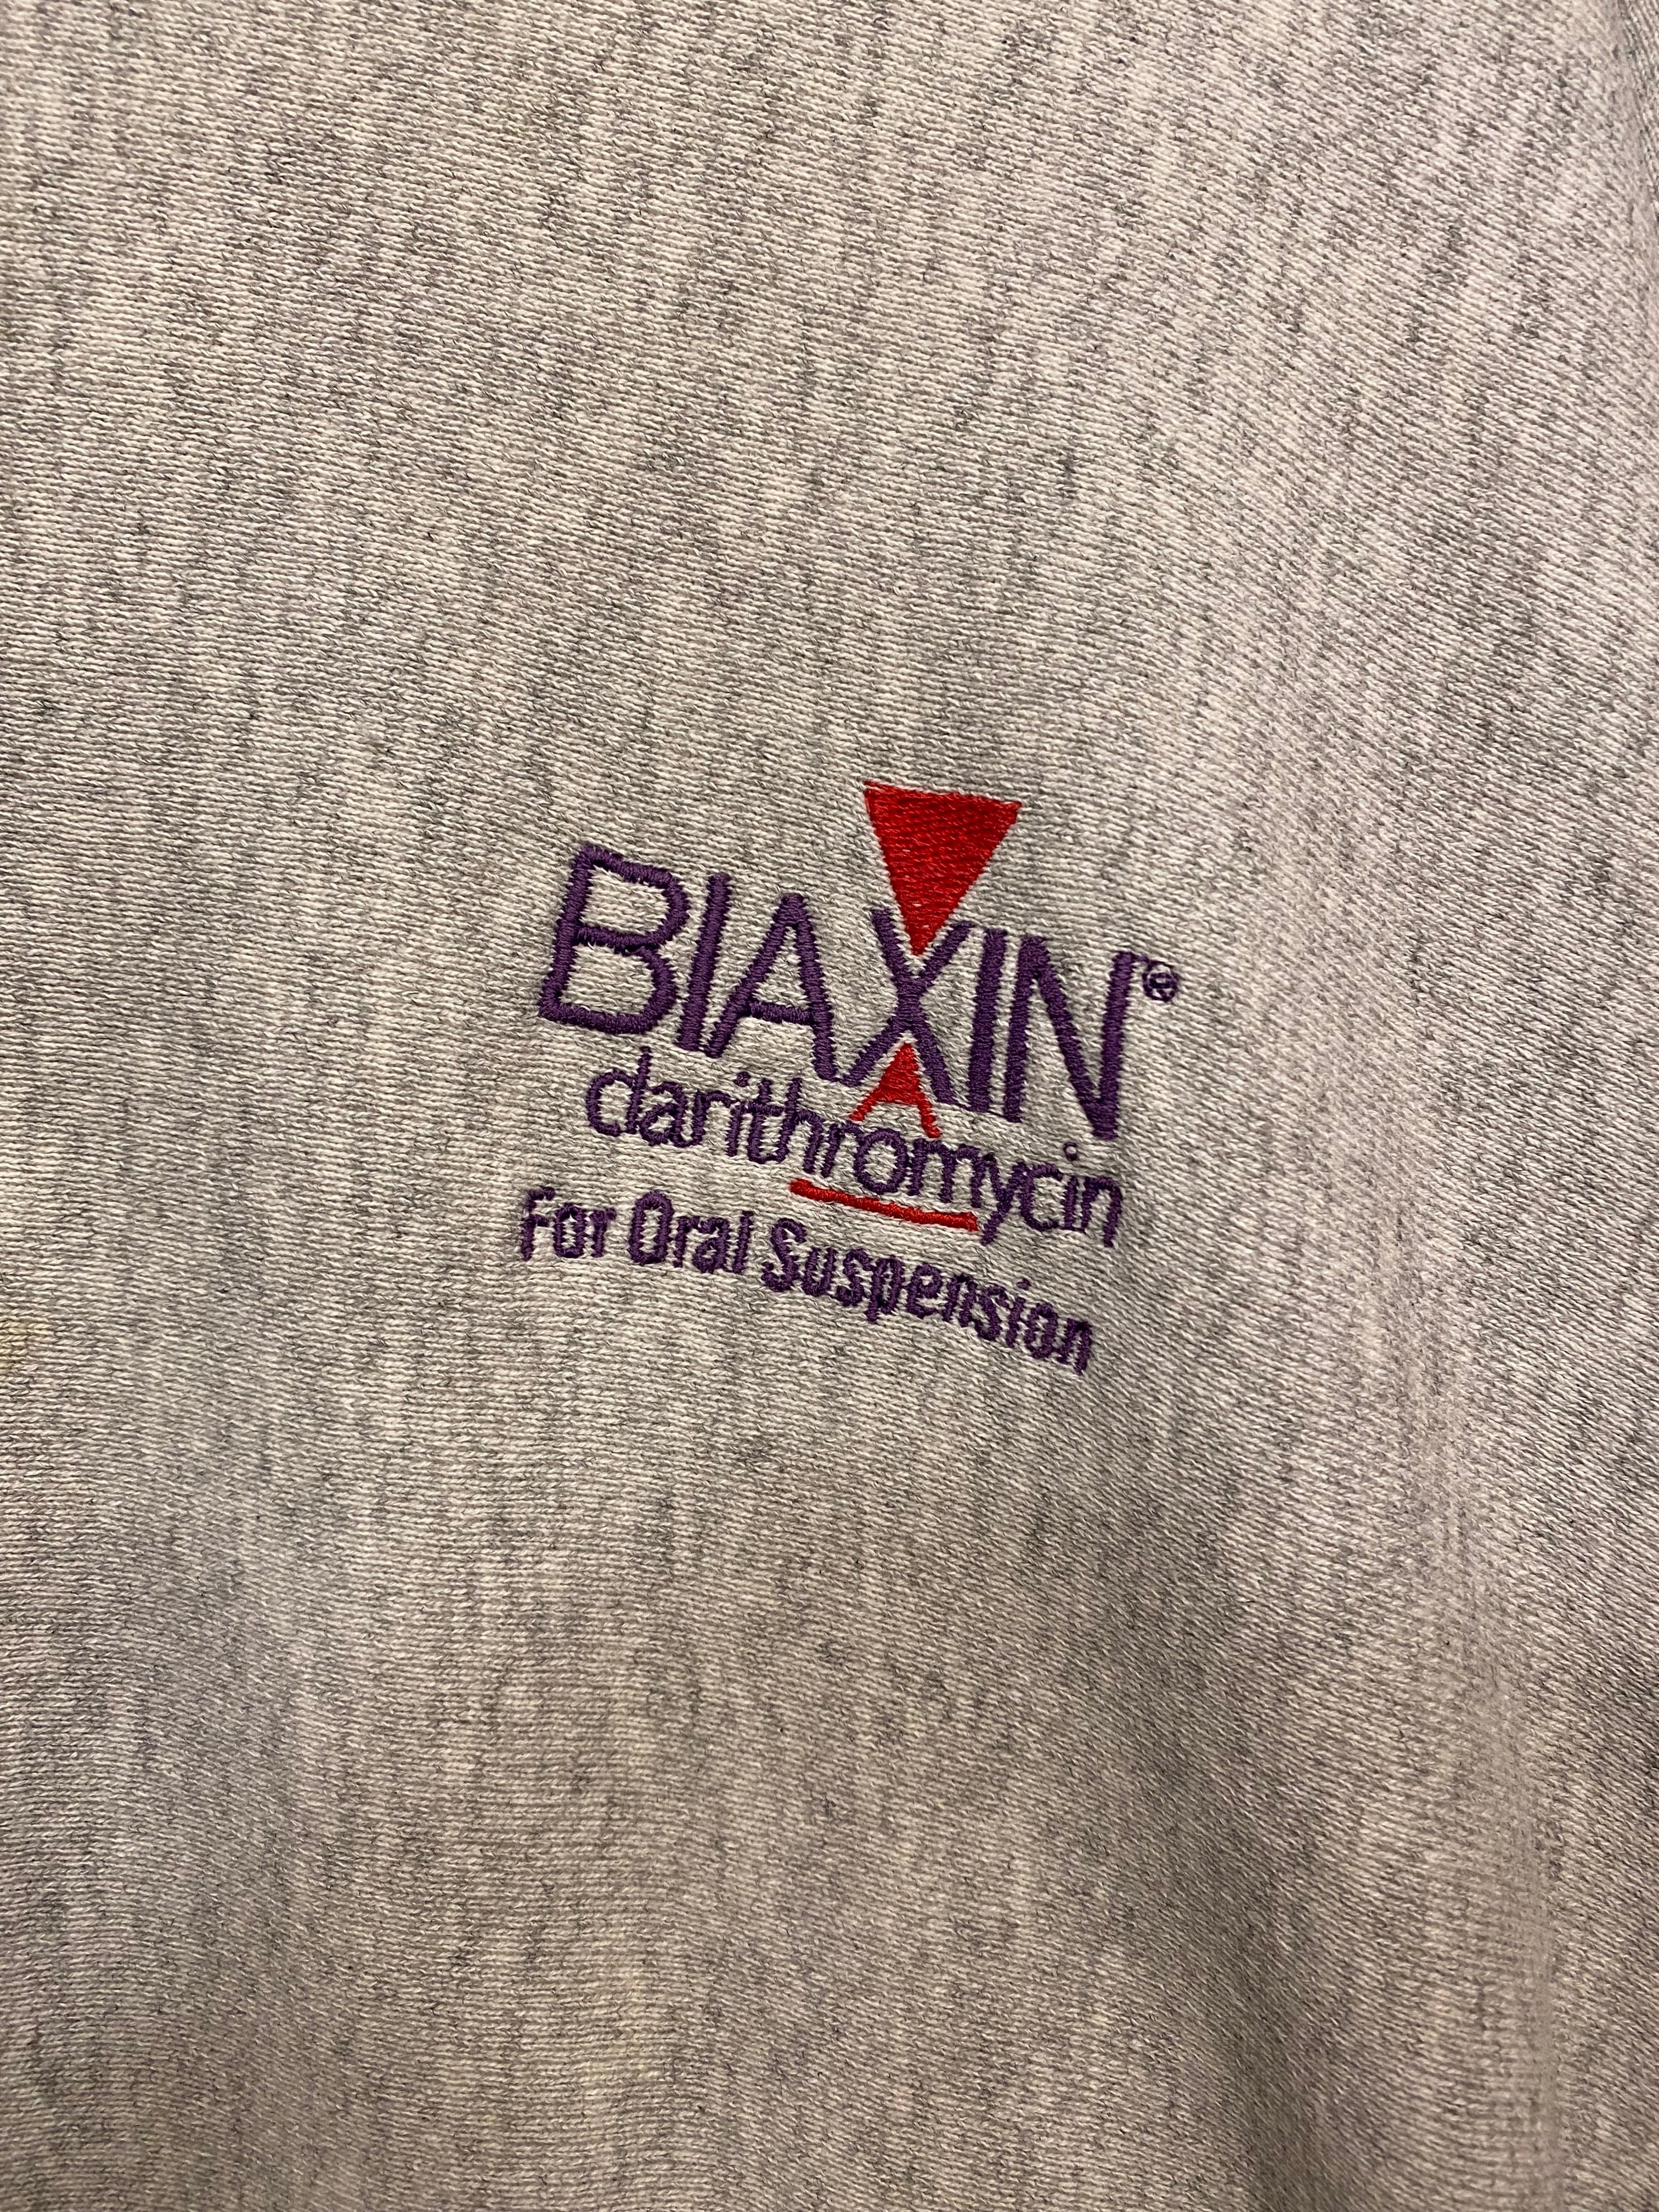 BIAXIN®
clarithromycin
For Oral Suspension